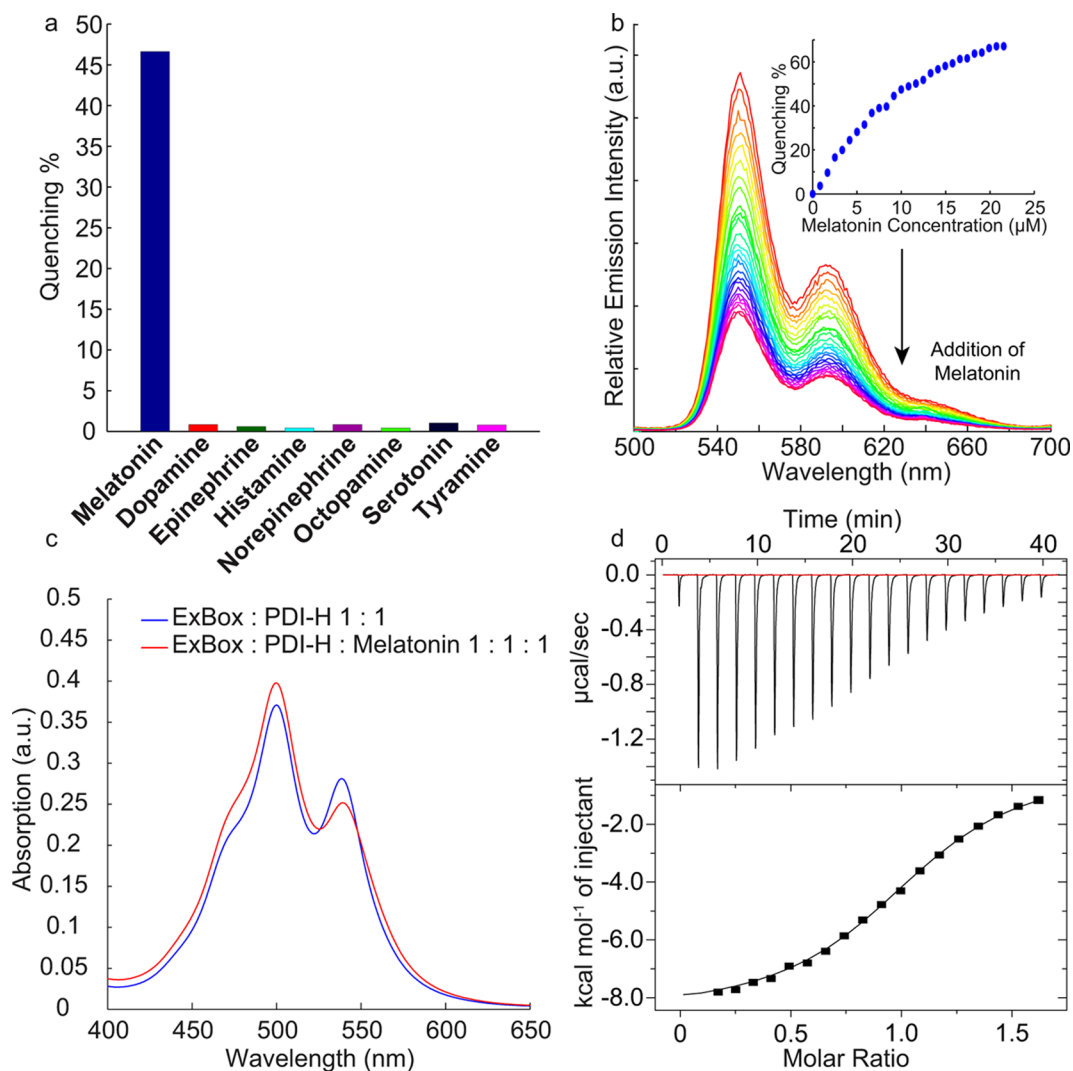 a
50
45
40
35
30
25
20
15
10
5
0
Quenching %
Melatonin
Dopamine
Epinephrine
Histamine
Norepinephrine
Octopamine
Serotonin
Tyramine
b
Relative Emission Intensity (a.u.)
Quenching %
60
40
20
0
0 5 10 15 20 25
Melatonin Concentration (µM)
Addition of
Melatonin
500 540 580 620 660 700
Wavelength (nm)
c
0.5
0.45
0.4
0.35
0.3
0.25
0.2
0.15
0.1
0.05
0
Absorption (a.u.)
ExBox : PDI-H 1 : 1
ExBox : PDI-H : Melatonin 1 : 1 : 1
400 450 500 550 600 650
Wavelength (nm)
d
Time (min)
0 10 20 30 40
0.0
-0.4
-0.8
-1.2
µcal/sec
-2.0
-4.0
-6.0
-8.0
kcal mol⁻¹ of injectant
0 0.5 1.0 1.5
Molar Ratio